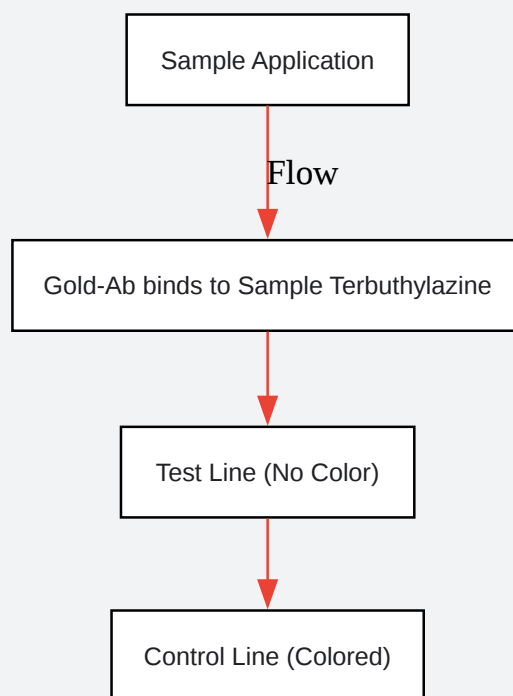 Sample Application
Flow
Gold-Ab binds to Sample Terbuthylazine
Test Line (No Color)
Control Line (Colored)